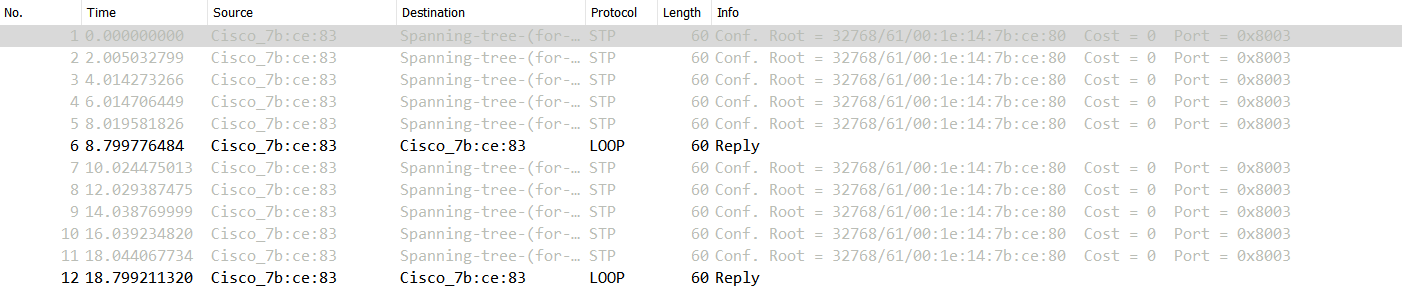 No. Time Source Destination Protocol Length Info
1 0.000000000 Cisco_7b:ce:83 Spanning-tree-(for-… STP 60 Conf. Root = 32768/61/00:1e:14:7b:ce:80 Cost = 0 Port = 0x8003
2 2.005032799 Cisco_7b:ce:83 Spanning-tree-(for-… STP 60 Conf. Root = 32768/61/00:1e:14:7b:ce:80 Cost = 0 Port = 0x8003
3 4.014273266 Cisco_7b:ce:83 Spanning-tree-(for-… STP 60 Conf. Root = 32768/61/00:1e:14:7b:ce:80 Cost = 0 Port = 0x8003
4 6.014706449 Cisco_7b:ce:83 Spanning-tree-(for-… STP 60 Conf. Root = 32768/61/00:1e:14:7b:ce:80 Cost = 0 Port = 0x8003
5 8.019581826 Cisco_7b:ce:83 Spanning-tree-(for-… STP 60 Conf. Root = 32768/61/00:1e:14:7b:ce:80 Cost = 0 Port = 0x8003
6 8.799776484 Cisco_7b:ce:83 Cisco_7b:ce:83 LOOP 60 Reply
7 10.024475013 Cisco_7b:ce:83 Spanning-tree-(for-… STP 60 Conf. Root = 32768/61/00:1e:14:7b:ce:80 Cost = 0 Port = 0x8003
8 12.029387475 Cisco_7b:ce:83 Spanning-tree-(for-… STP 60 Conf. Root = 32768/61/00:1e:14:7b:ce:80 Cost = 0 Port = 0x8003
9 14.038769999 Cisco_7b:ce:83 Spanning-tree-(for-… STP 60 Conf. Root = 32768/61/00:1e:14:7b:ce:80 Cost = 0 Port = 0x8003
10 16.039234820 Cisco_7b:ce:83 Spanning-tree-(for-… STP 60 Conf. Root = 32768/61/00:1e:14:7b:ce:80 Cost = 0 Port = 0x8003
11 18.044067734 Cisco_7b:ce:83 Spanning-tree-(for-… STP 60 Conf. Root = 32768/61/00:1e:14:7b:ce:80 Cost = 0 Port = 0x8003
12 18.799211320 Cisco_7b:ce:83 Cisco_7b:ce:83 LOOP 60 Reply